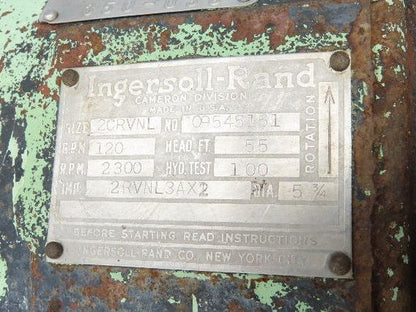 Ingersoll-Rand
CAMERON DIVISION
MADE IN U.S.A.
SIZE 2CRVNL NO 09545181
G.P.M. 120 HEAD FT 55
R.P.M. 2300 HYD. TEST 100
IMP. 2RVNL3AX2 DIA. 5 3/4
ROTATION
BEFORE STARTING READ INSTRUCTIONS
INGERSOLL-RAND CO. NEW YORK CITY